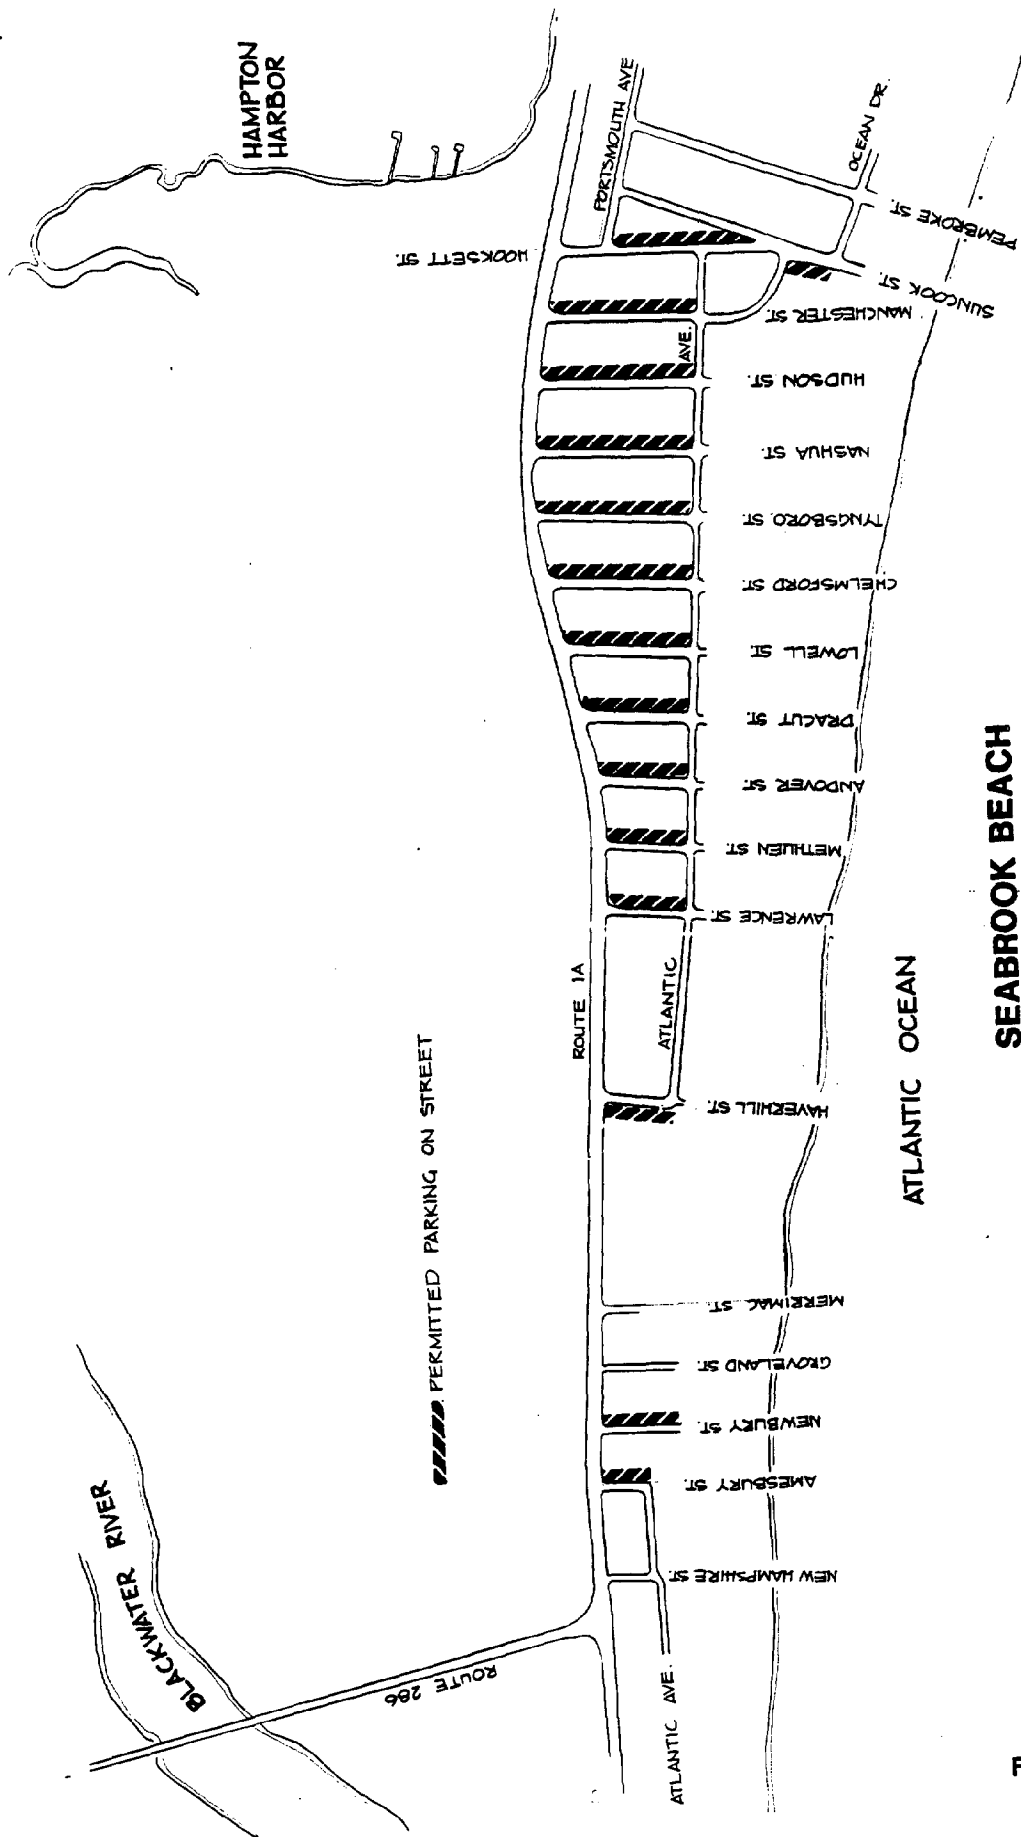 HAMPTON
HARBOR
PORTSMOUTH AVE
OCEAN DR.
PEMBROKE ST.
SUNCOOK ST.
HOOKSETT ST.
MANCHESTER ST.
AVE.
HUDSON ST.
NASHUA ST.
TYNGSBORO ST.
CHELMSFORD ST.
LOWELL ST.
DRACUT ST.
ANDOVER ST.
METHUEN ST.
LAWRENCE ST.
ROUTE 1A
ATLANTIC
HAVERHILL ST.
PERMITTED PARKING ON STREET
ATLANTIC OCEAN
SEABROOK BEACH
MERRIMAC ST.
GROVELAND ST.
NEWBURY ST.
AMESBURY ST.
NEW HAMPSHIRE ST.
BLACKWATER RIVER
ROUTE 286
ATLANTIC AVE.